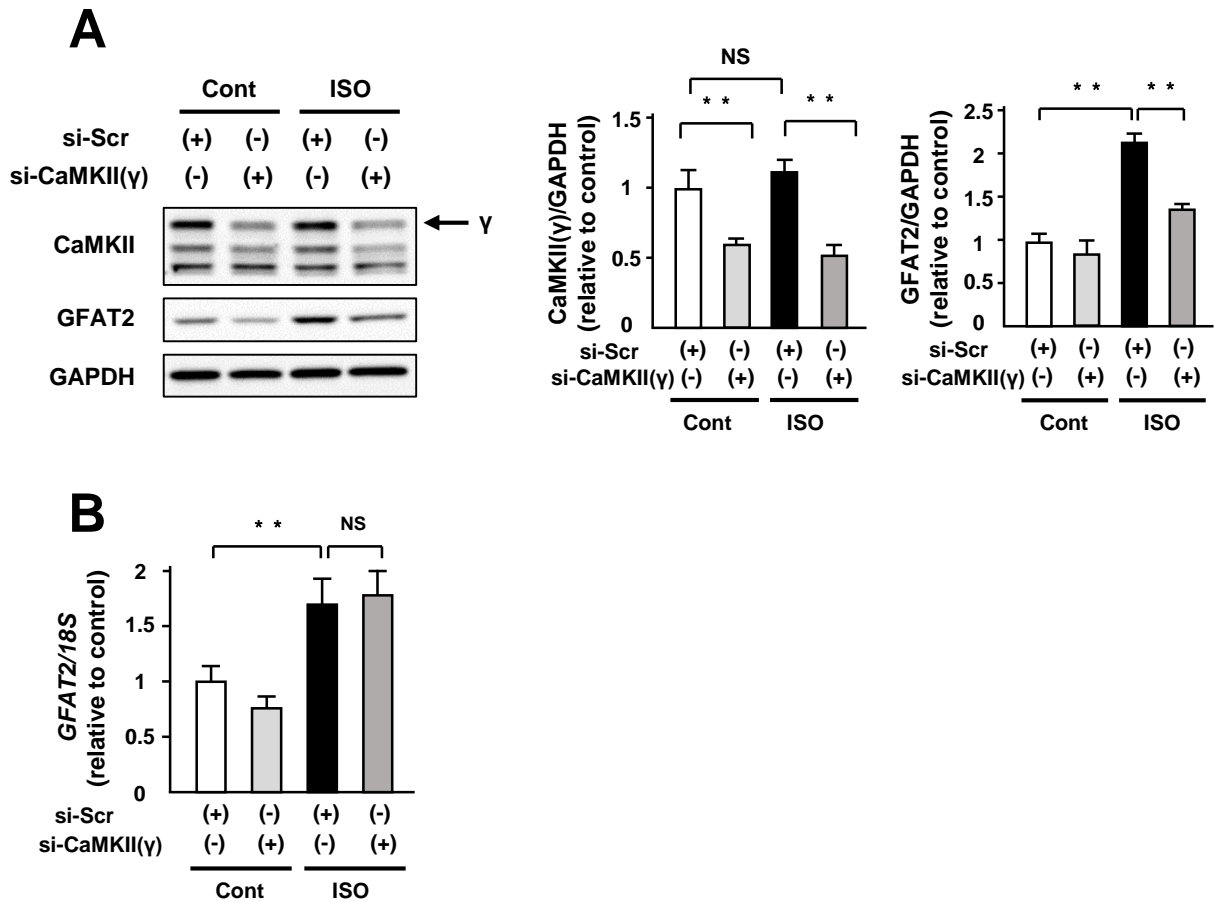 A
Cont ISO
si-Scr (+) (-) (+) (-)
si-CaMKII(γ) (-) (+) (-) (+)
CaMKII
γ
GFAT2
GAPDH
NS
* * * *
CaMKII(γ)/GAPDH
(relative to control)
1.5
1
0.5
0
si-Scr (+) (-) (+) (-)
si-CaMKII(γ) (-) (+) (-) (+)
Cont ISO
* * * *
GFAT2/GAPDH
(relative to control)
2.5
2
1.5
1
0.5
0
si-Scr (+) (-) (+) (-)
si-CaMKII(γ) (-) (+) (-) (+)
Cont ISO
B
* * NS
GFAT2/18S
(relative to control)
2
1.5
1
0.5
0
si-Scr (+) (-) (+) (-)
si-CaMKII(γ) (-) (+) (-) (+)
Cont ISO